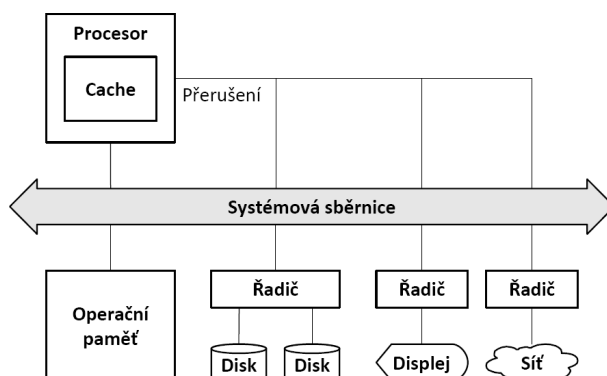 Procesor
Cache
Přerušení
Systémová sběrnice
Operační
paměť
Řadič
Řadič
Řadič
Disk
Disk
Displej
Síť